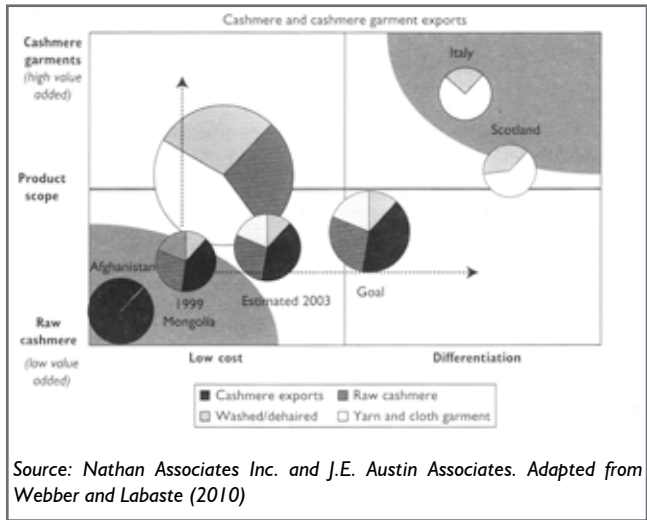 Cashmere and cashmere garment exports
Cashmere
garments
(high value
added)
Italy
Scotland
Product
scope
Afghanistan
1999
Mongolia
Estimated 2003
Goal
Raw
cashmere
(low value
added)
Low cost
Differentiation
Cashmere exports
Raw cashmere
Washed/dehaired
Yarn and cloth garment
Source: Nathan Associates Inc. and J.E. Austin Associates. Adapted from
Webber and Labaste (2010)